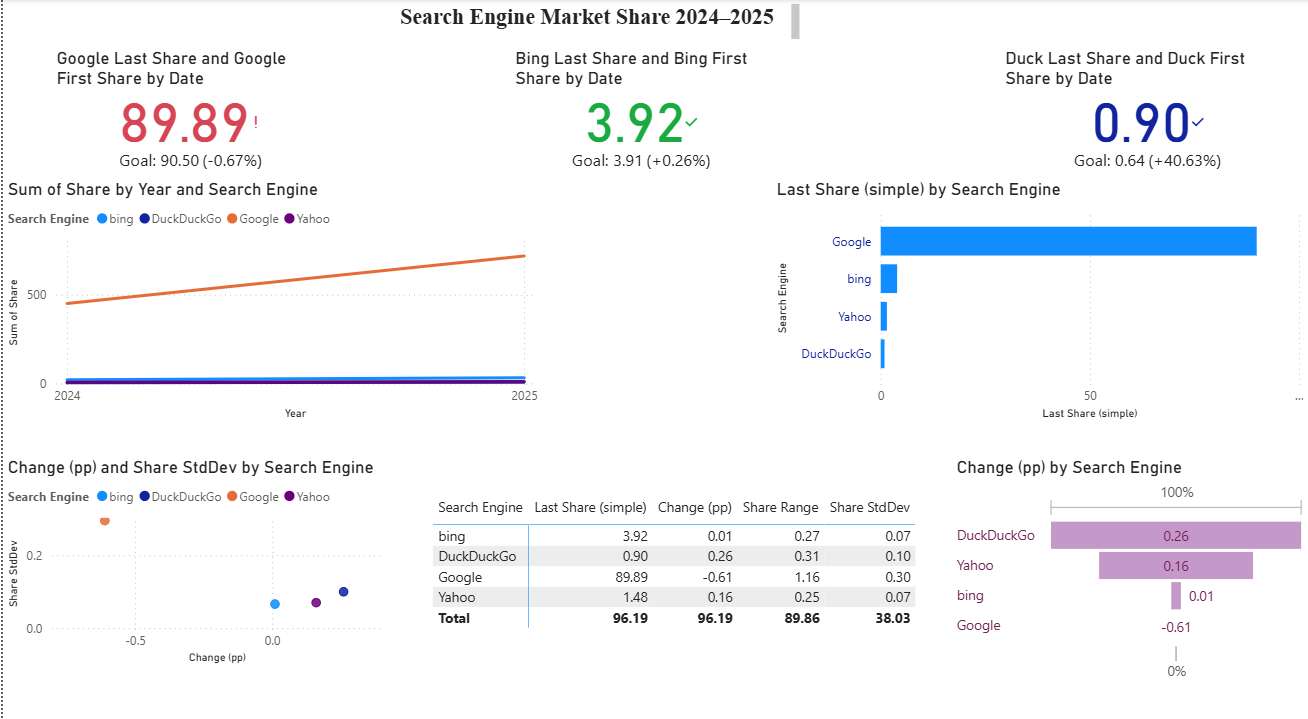 Search Engine Market Share 2024–2025
Google Last Share and Google
First Share by Date
89.89!
Goal: 90.50 (-0.67%)
Bing Last Share and Bing First
Share by Date
3.92
Goal: 3.91 (+0.26%)
Duck Last Share and Duck First
Share by Date
0.90
Goal: 0.64 (+40.63%)
Sum of Share by Year and Search Engine
Search Engine bing DuckDuckGo Google Yahoo
Sum of Share
500
0
2024 2025
Year
Last Share (simple) by Search Engine
Search Engine
Google
bing
Yahoo
DuckDuckGo
0 50 ...
Last Share (simple)
Change (pp) and Share StdDev by Search Engine
Search Engine bing DuckDuckGo Google Yahoo
Share StdDev
0.2
0.0
-0.5 0.0
Change (pp)
Search Engine Last Share (simple) Change (pp) Share Range Share StdDev
bing 3.92 0.01 0.27 0.07
DuckDuckGo 0.90 0.26 0.31 0.10
Google 89.89 -0.61 1.16 0.30
Yahoo 1.48 0.16 0.25 0.07
Total 96.19 96.19 89.86 38.03
Change (pp) by Search Engine
100%
DuckDuckGo 0.26
Yahoo 0.16
bing 0.01
Google -0.61
0%